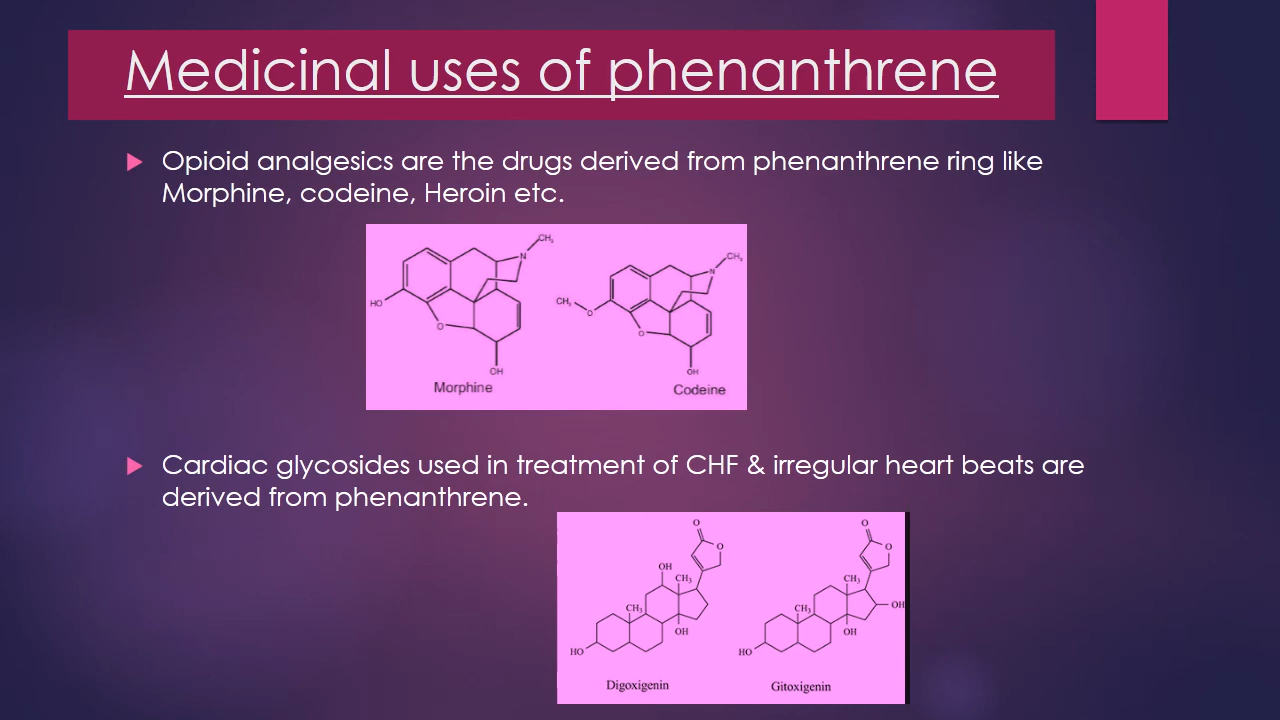 Medicinal uses of phenanthrene
Opioid analgesics are the drugs derived from phenanthrene ring like
Morphine, codeine, Heroin etc.
CH₃
N
HO
O
OH
Morphine
CH₃
N
CH₃
O
O
OH
Codeine
Cardiac glycosides used in treatment of CHF & irregular heart beats are
derived from phenanthrene.
O
O
OH
CH₃
CH₃
OH
HO
Digoxigenin
O
O
CH₃
CH₃
OH
OH
HO
Gitoxigenin